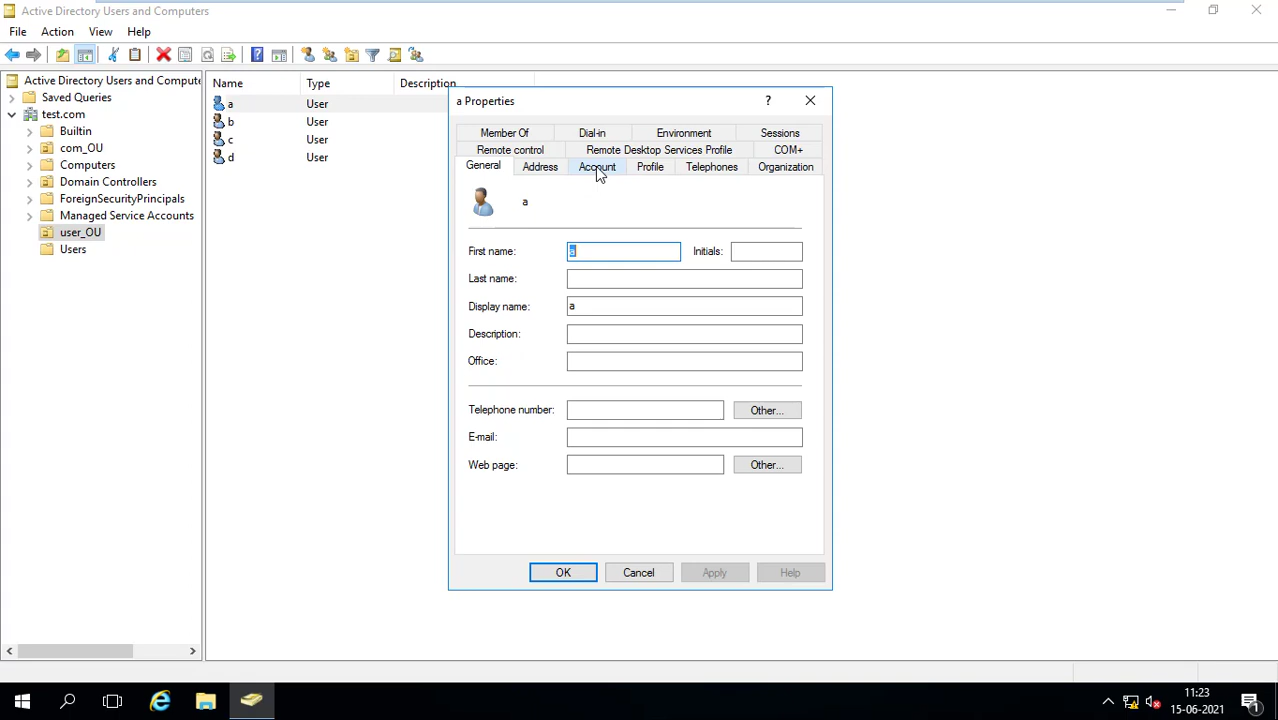 Active Directory Users and Computers
File Action View Help
Active Directory Users and Compute
Saved Queries
test.com
Builtin
com_OU
Computers
Domain Controllers
ForeignSecurityPrincipals
Managed Service Accounts
user_OU
Users
Name Type Description
a User
b User
c User
d User
a Properties
Member Of Dial-in Environment Sessions
Remote control Remote Desktop Services Profile COM+
General Address Account Profile Telephones Organization
a
First name: a Initials:
Last name:
Display name: a
Description:
Office:
Telephone number: Other...
E-mail:
Web page: Other...
OK Cancel Apply Help
11:23
15-06-2021
1